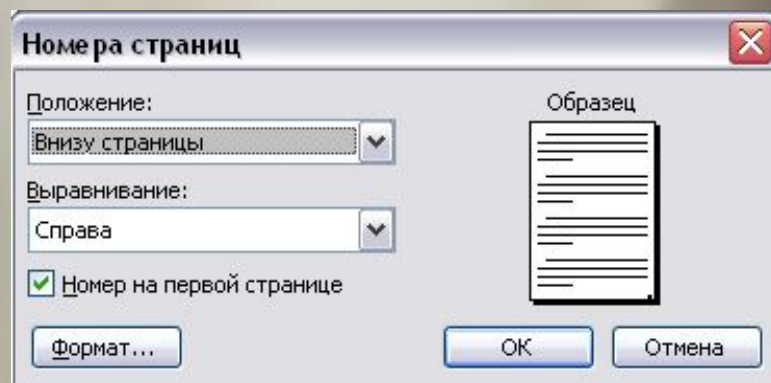 Номера страниц
Положение:
Образец
Внизу страницы
Выравнивание:
Справа
Номер на первой странице
Формат...
ОК
Отмена